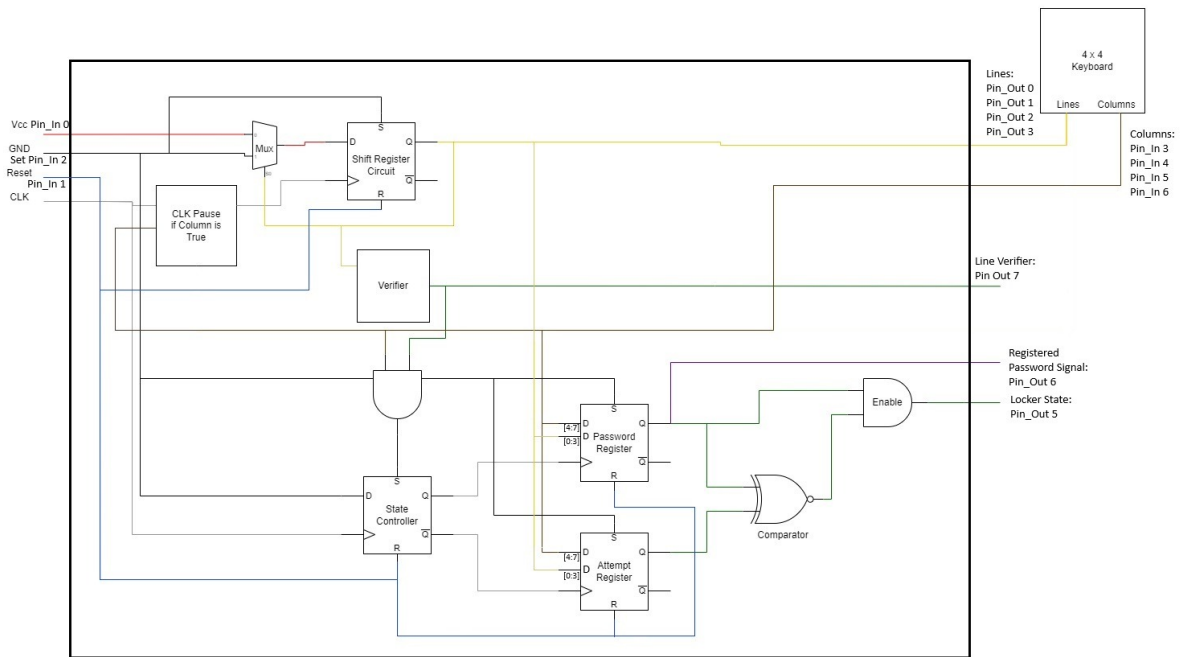 4 x 4
Keyboard
Lines
Columns
Lines:
Pin_Out 0
Pin_Out 1
Pin_Out 2
Pin_Out 3
Columns:
Pin_In 3
Pin_In 4
Pin_In 5
Pin_In 6
Vcc Pin_In 0
GND
Set Pin_In 2
Reset
Pin_In 1
CLK
0
Mux
1
S
D
Q
Shift Register
Circuit
Q
R
CLK Pause
if Column is
True
Verifier
Line Verifier:
Pin Out 7
Registered
Password Signal:
Pin_Out 6
Locker State:
Pin_Out 5
Enable
S
D
Q
[4:7]
D
[0:3]
Password
Register
Q
R
S
D
Q
State
Controller
Q
R
Comparator
S
D
Q
[4:7]
D
[0:3]
Attempt
Register
Q
R